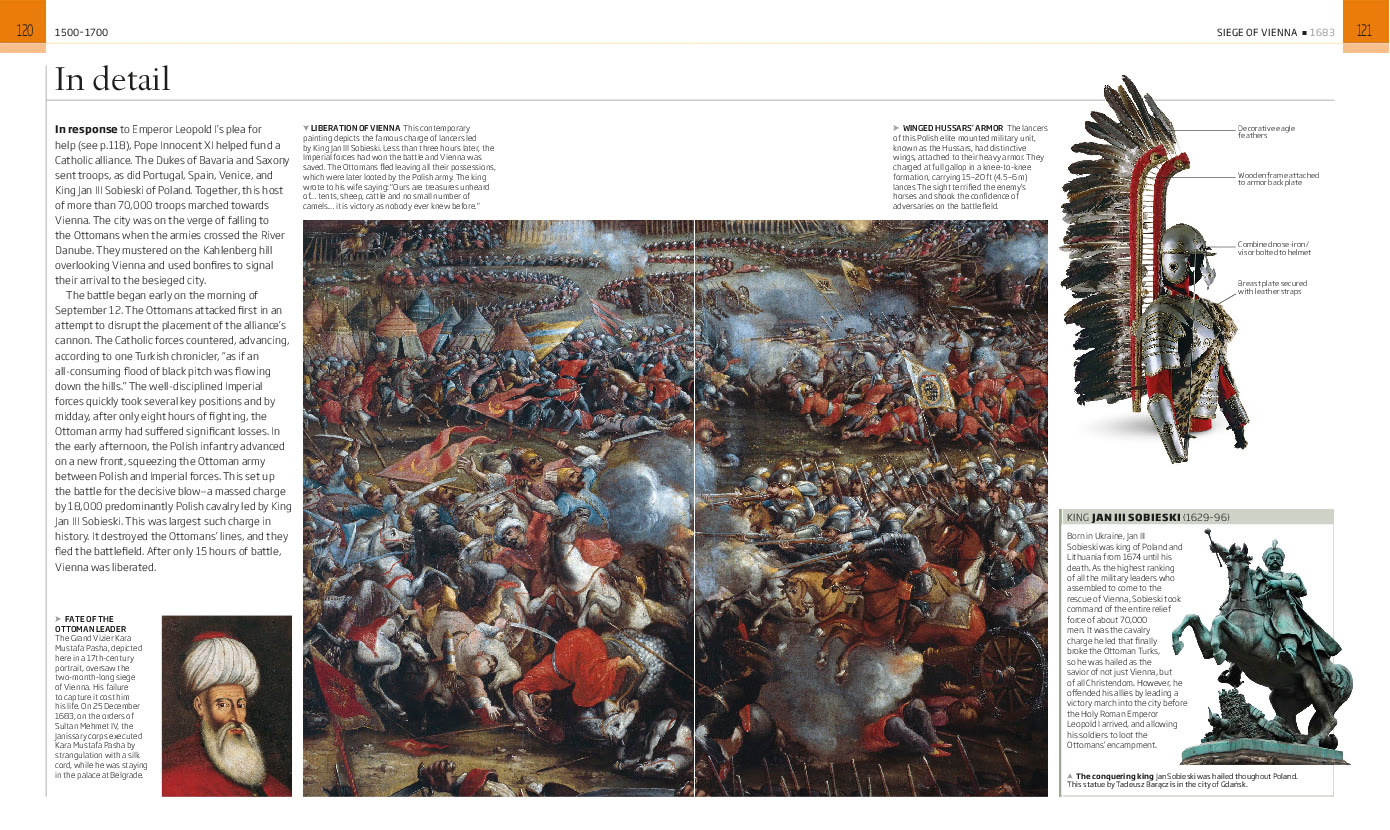 120
1500–1700
SIEGE OF VIENNA ■ 1683
121
In detail
In response to Emperor Leopold I's plea for
help (see p.118), Pope Innocent XI helped fund a
Catholic alliance. The Dukes of Bavaria and Saxony
sent troops, as did Portugal, Spain, Venice, and
King Jan III Sobieski of Poland. Together, this host
of more than 70,000 troops marched towards
Vienna. The city was on the verge of falling to
the Ottomans when the armies crossed the River
Danube. They mustered on the Kahlenberg hill
overlooking Vienna and used bonfires to signal
their arrival to the besieged city.
The battle began early on the morning of
September 12. The Ottomans attacked first in an
attempt to disrupt the placement of the alliance's
cannon. The Catholic forces countered, advancing,
according to one Turkish chronicler, "as if an
all-consuming flood of black pitch was flowing
down the hills." The well-disciplined Imperial
forces quickly took several key positions and by
midday, after only eight hours of fighting, the
Ottoman army had suffered significant losses. In
the early afternoon, the Polish infantry advanced
on a new front, squeezing the Ottoman army
between Polish and Imperial forces. This set up
the battle for the decisive blow—a massed charge
by 18,000 predominantly Polish cavalry led by King
Jan III Sobieski. This was largest such charge in
history. It destroyed the Ottomans' lines, and they
fled the battlefield. After only 15 hours of battle,
Vienna was liberated.
▶ FATE OF THE
OTTOMAN LEADER
The Grand Vizier Kara
Mustafa Pasha, depicted
here in a 17th-century
portrait, oversaw the
two-month-long siege
of Vienna. His failure
to capture it cost him
his life. On 25 December
1683, on the orders of
Sultan Mehmet IV, the
Janissary corps executed
Kara Mustafa Pasha by
strangulation with a silk
cord, while he was staying
in the palace at Belgrade.
▼ LIBERATION OF VIENNA This contemporary
painting depicts the famous charge of lancers led
by King Jan III Sobieski. Less than three hours later, the
Imperial forces had won the battle and Vienna was
saved. The Ottomans fled leaving all their possessions,
which were later looted by the Polish army. The king
wrote to his wife saying: "Ours are treasures unheard
of... tents, sheep, cattle and no small number of
camels... it is victory as nobody ever knew before."
▶ WINGED HUSSARS' ARMOR The lancers
of this Polish elite mounted military unit,
known as the Hussars, had distinctive
wings, attached to their heavy armor. They
charged at full gallop in a knee-to-knee
formation, carrying 15–20 ft (4.5–6 m)
lances. The sight terrified the enemy's
horses and shook the confidence of
adversaries on the battlefield.
Decorative eagle
feathers
Wooden frame attached
to armor back plate
Combined nose-iron/
visor bolted to helmet
Breastplate secured
with leather straps
KING JAN III SOBIESKI (1629–96)
Born in Ukraine, Jan III
Sobieski was king of Poland and
Lithuania from 1674 until his
death. As the highest ranking
of all the military leaders who
assembled to come to the
rescue of Vienna, Sobieski took
command of the entire relief
force of about 70,000
men. It was the cavalry
charge he led that finally
broke the Ottoman Turks,
so he was hailed as the
savior of not just Vienna, but
of all Christendom. However, he
offended his allies by leading a
victory march into the city before
the Holy Roman Emperor
Leopold I arrived, and allowing
his soldiers to loot the
Ottomans' encampment.
▲ The conquering king Jan Sobieski was hailed thoughout Poland.
This statue by Tadeusz Barącz is in the city of Gdańsk.